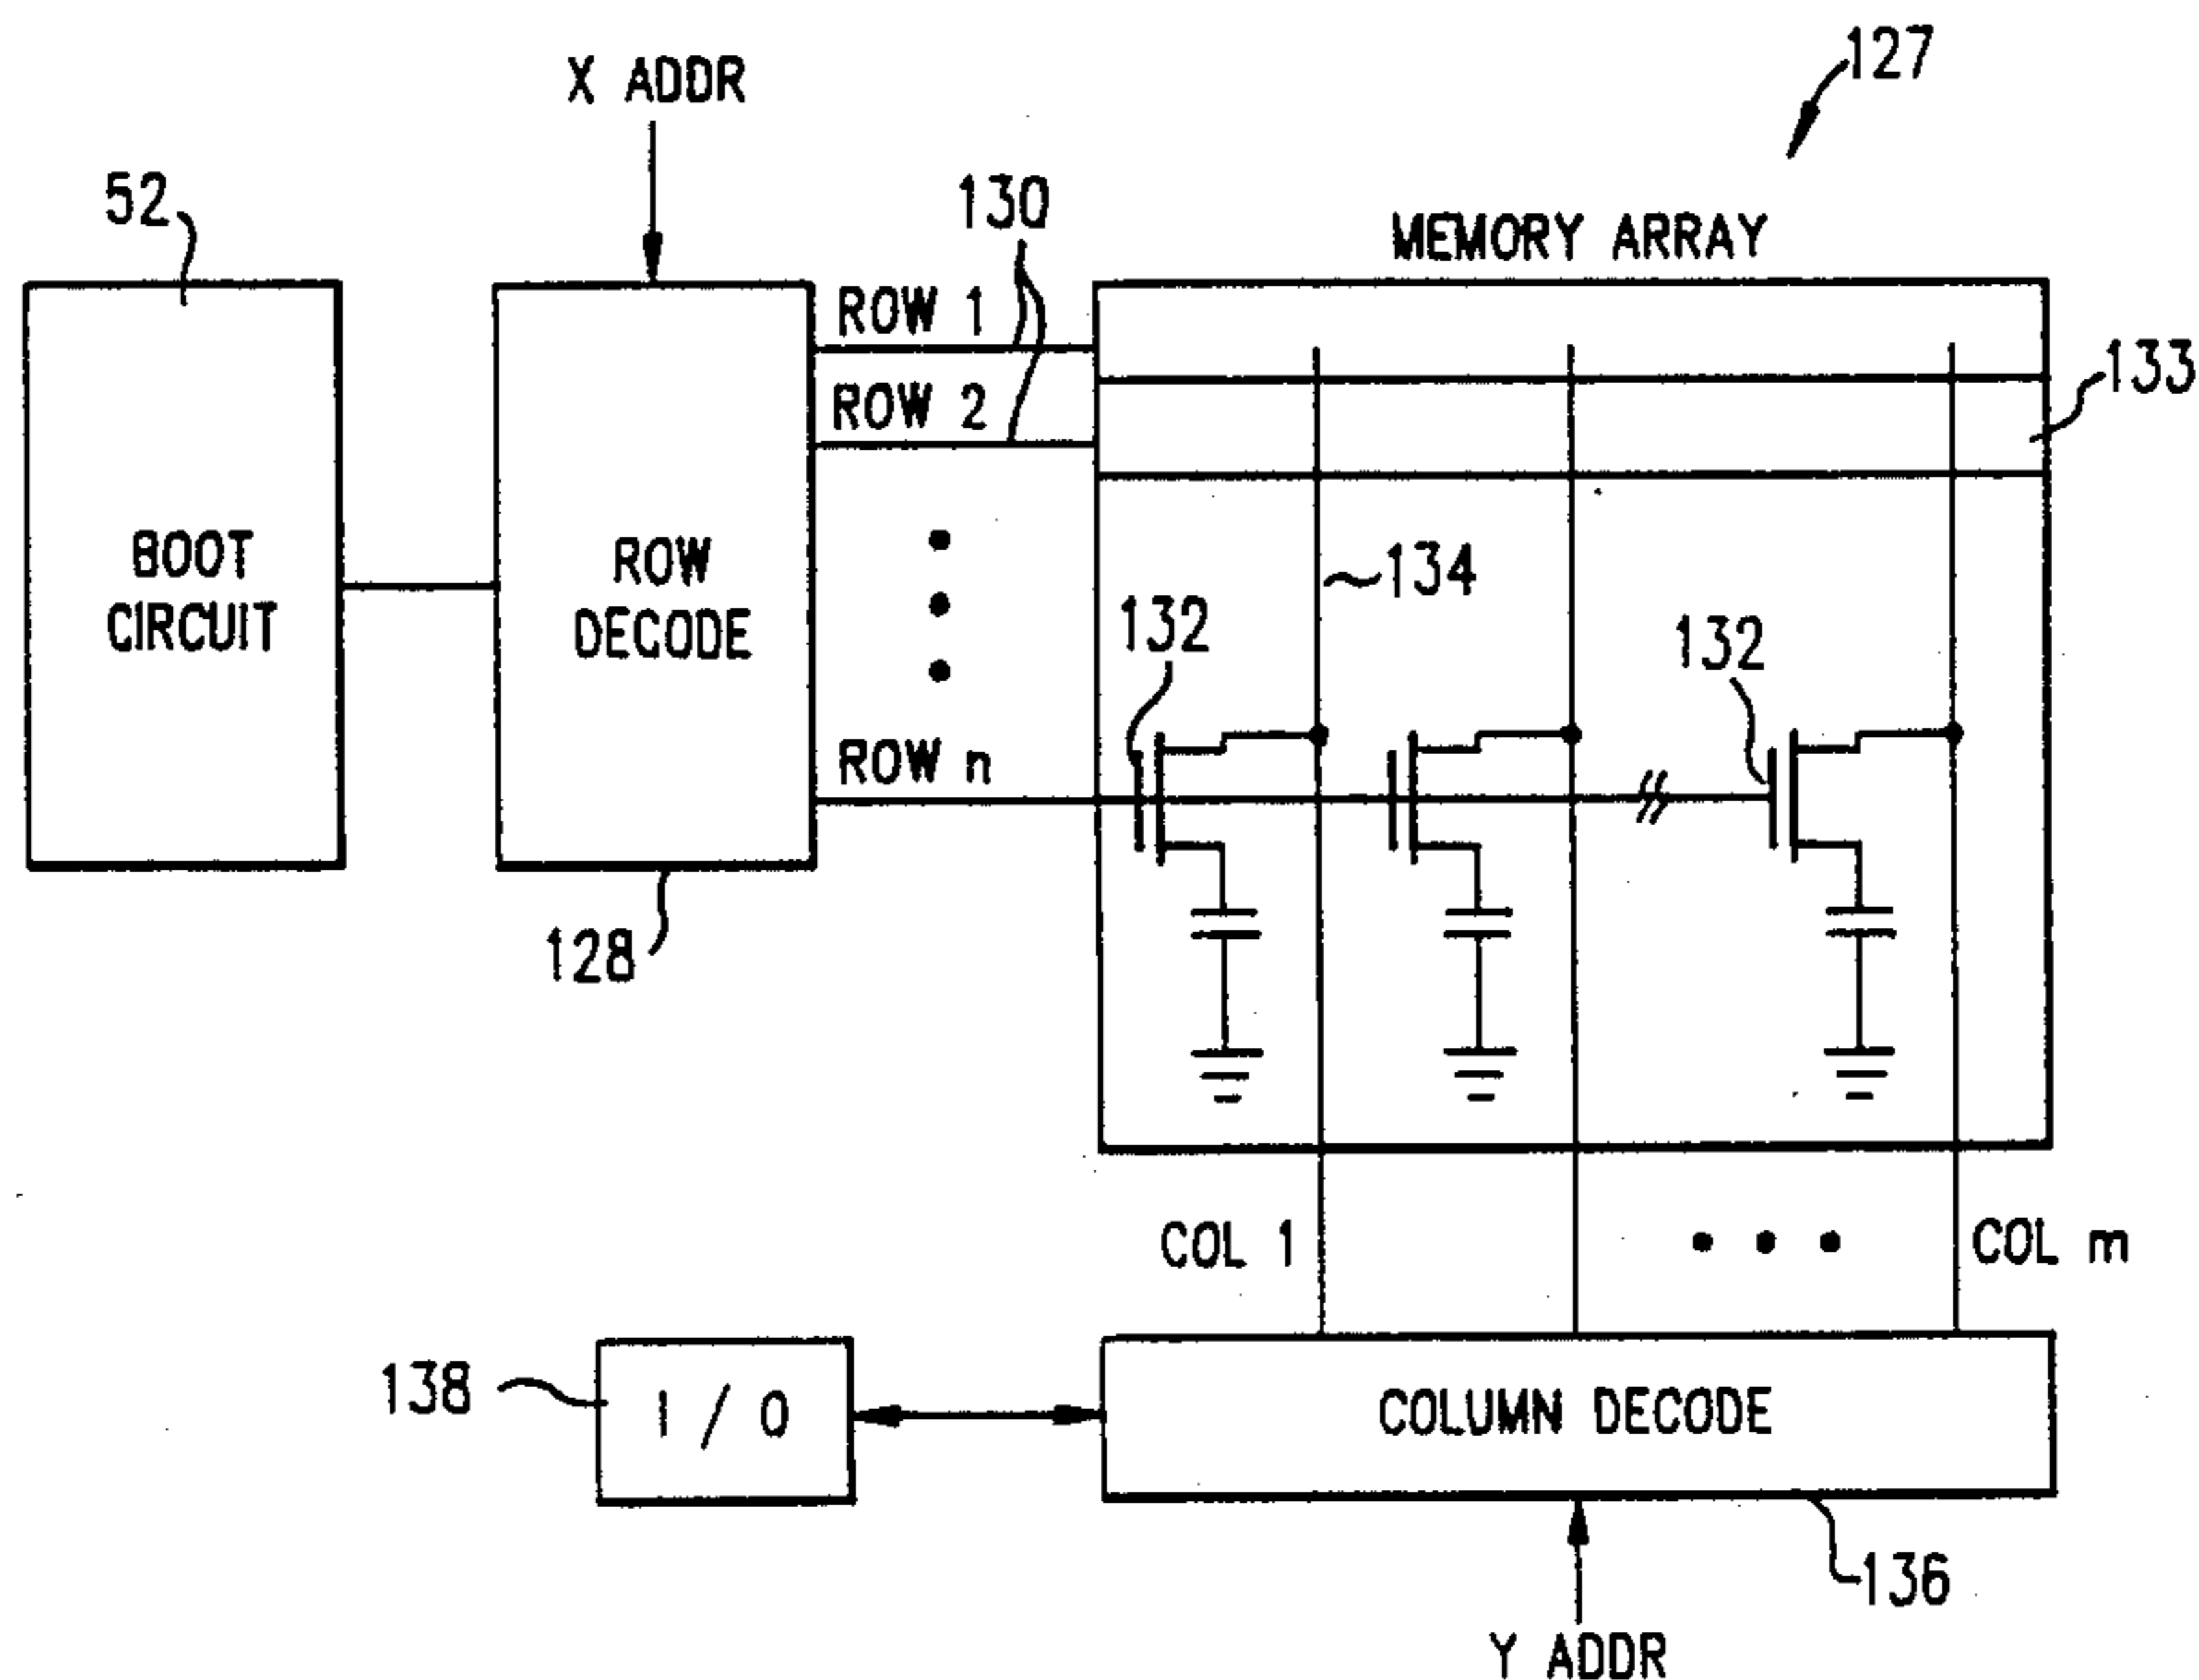 127
X ADDR
52
130
MEMORY ARRAY
ROW 1
133
ROW 2
BOOT
CIRCUIT
ROW
DECODE
134
132
132
ROW n
128
COL 1
COL m
138
I / O
COLUMN DECODE
136
Y ADDR